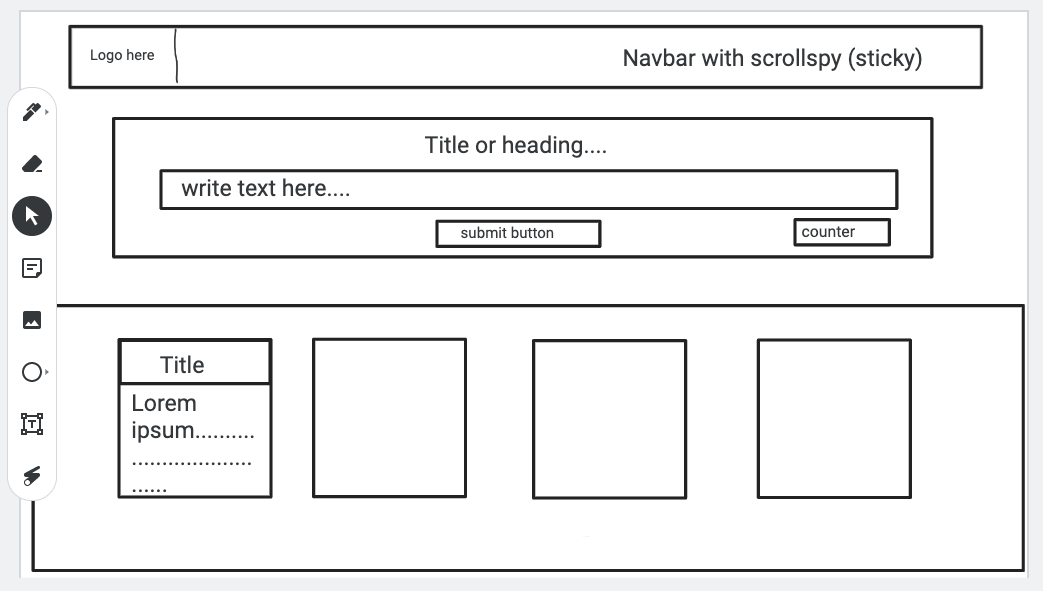 Logo here
Navbar with scrollspy (sticky)
Title or heading....
write text here....
submit button
counter
Title
Lorem
ipsum..........
....................
......